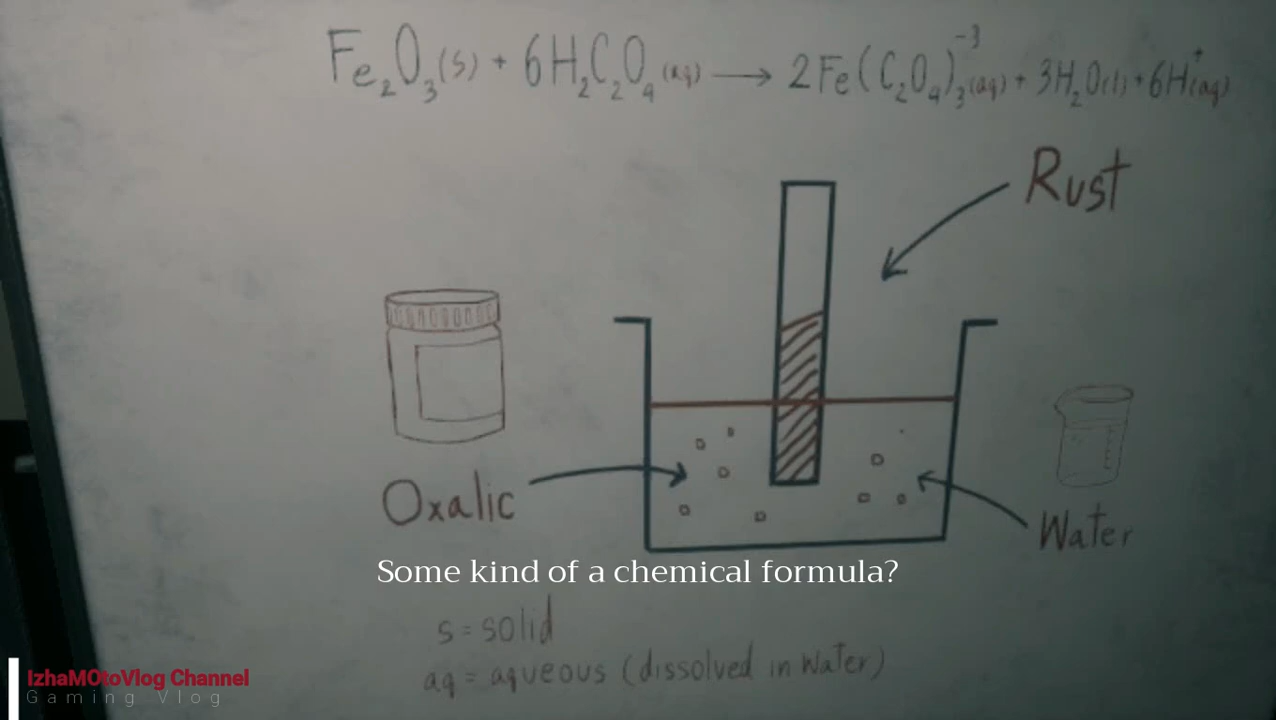 Fe₂O₃(s) + 6H₂C₂O₄(aq) → 2Fe(C₂O₄)₃⁻³(aq) + 3H₂O(l) + 6H⁺(aq)
Rust
Oxalic
Water
Some kind of a chemical formula?
s = solid
aq = aqueous (dissolved in water)
IzhaMOtoVlog Channel
Gaming Vlog